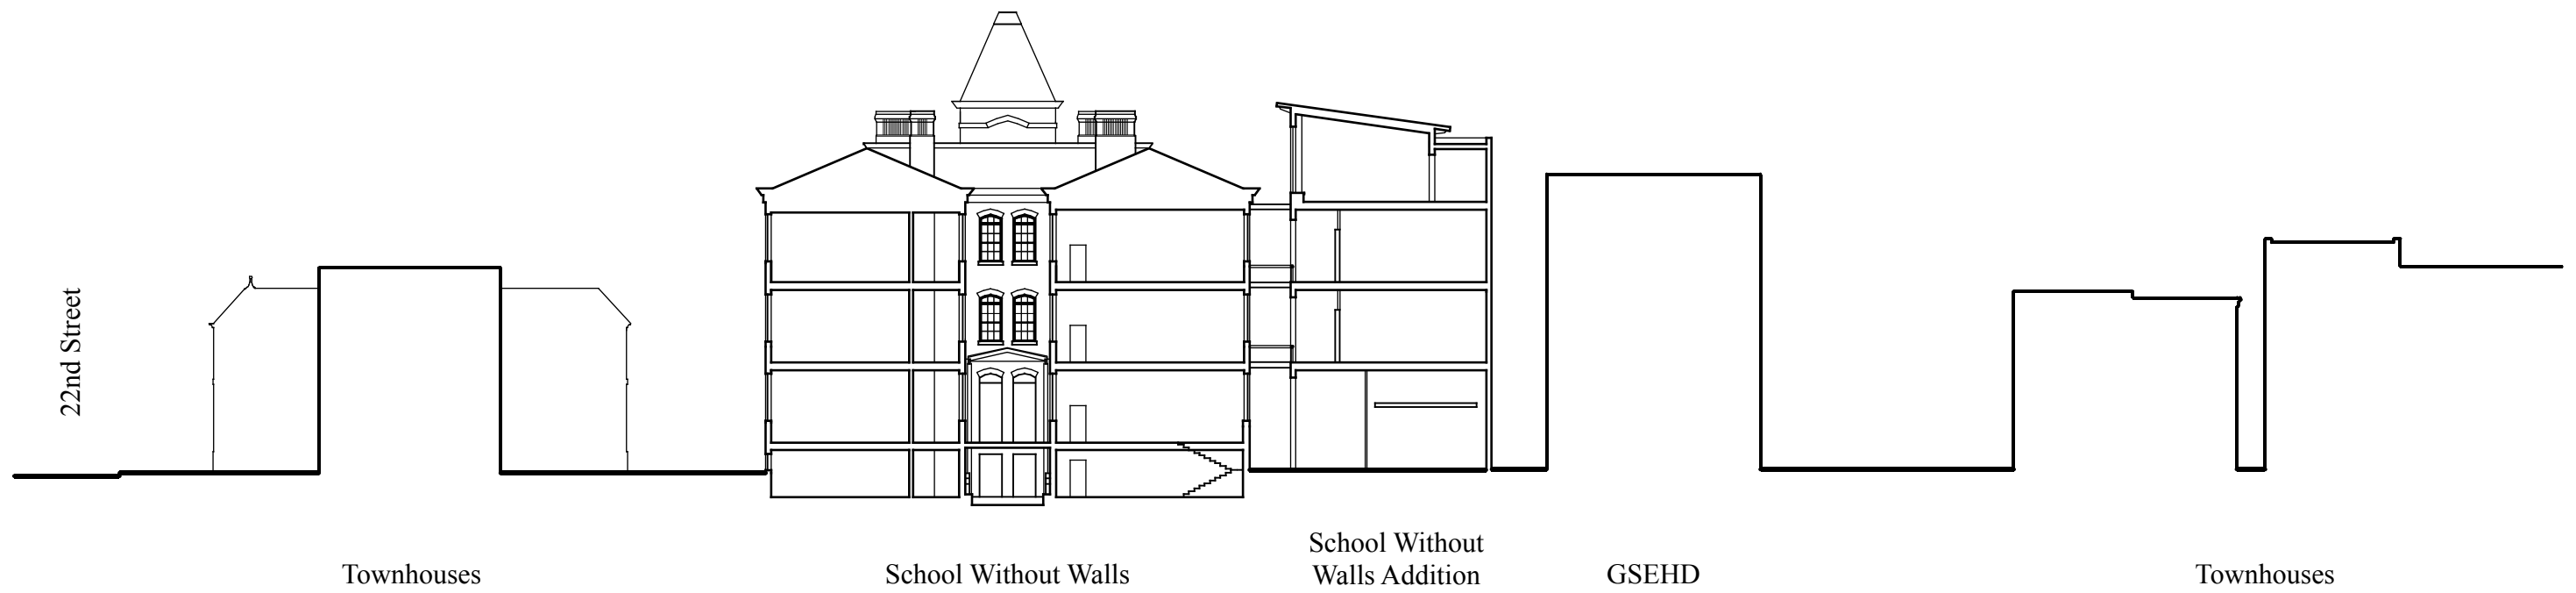 22nd Street
Townhouses
School Without Walls
School Without
Walls Addition
GSEHD
Townhouses